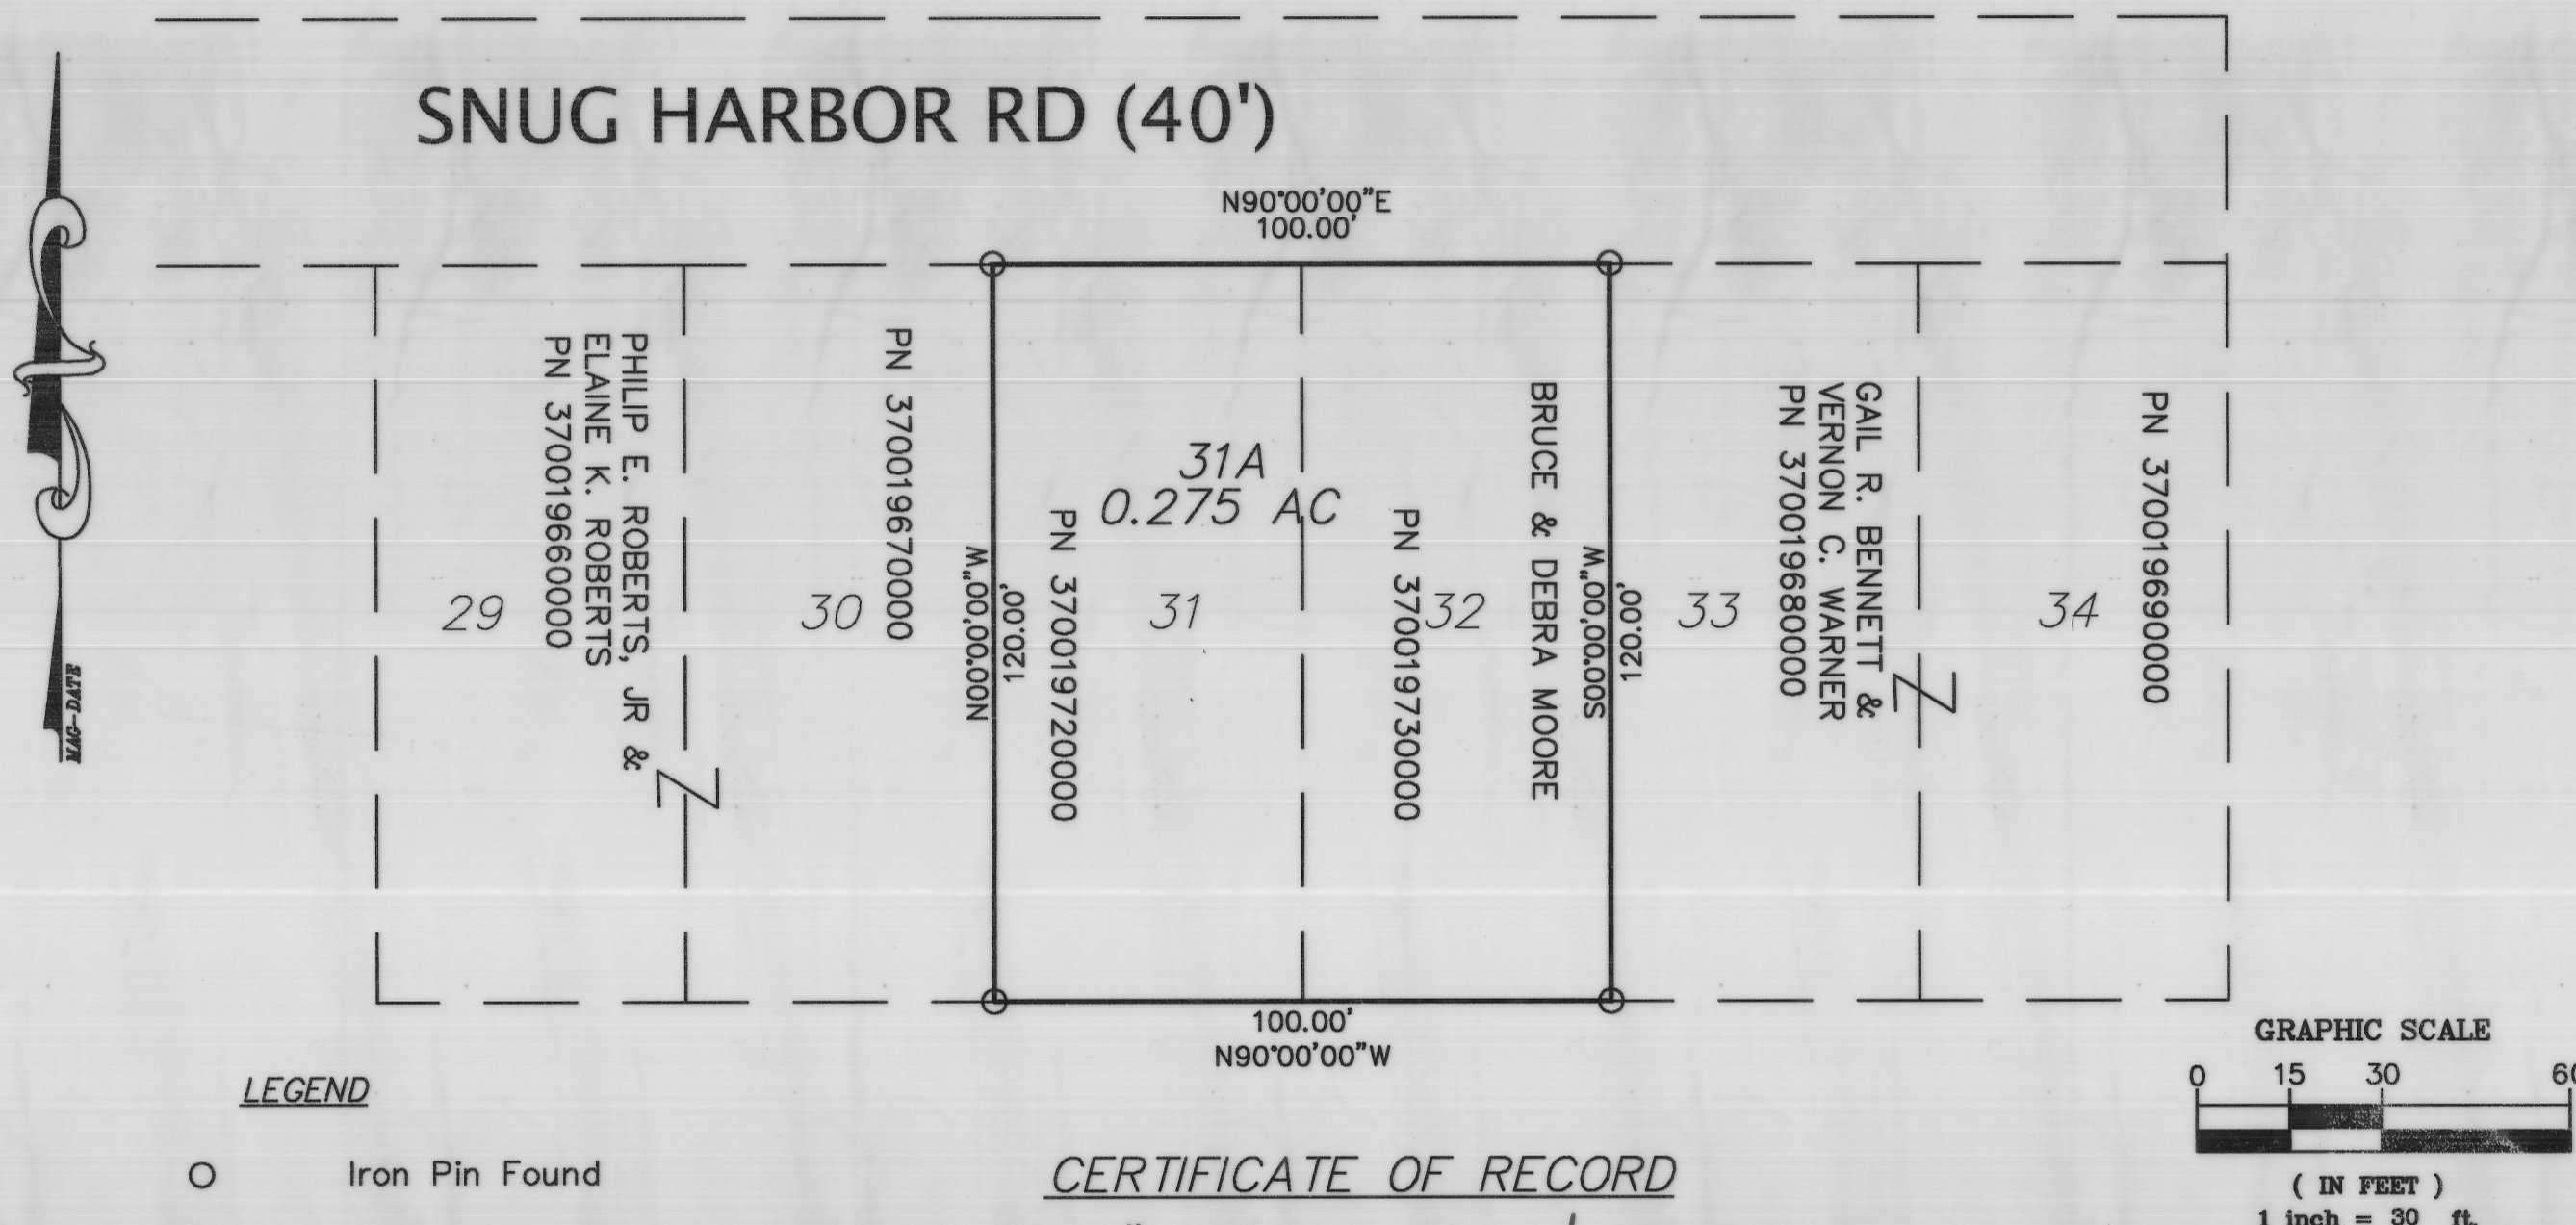 SNUG HARBOR RD (40')
N90°00'00"E
100.00'
MAG-DATE
29
PHILIP E. ROBERTS, JR &
ELAINE K. ROBERTS
PN 370019660000
30
PN 37001967000
N00°00'00"W
120.00'
PN 370019720000
31A
0.275 AC
31
PN 370019730000
32
BRUCE & DEBRA MOORE
S00°00'00"W
120.00'
33
GAIL R. BENNETT &
VERNON C. WARNER
PN 370019680000
34
PN 37001969000
100.00'
N90°00'00"W
LEGEND
O Iron Pin Found
CERTIFICATE OF RECORD
GRAPHIC SCALE
0 15 30
( IN FEET )
1 inch = 30 ft.